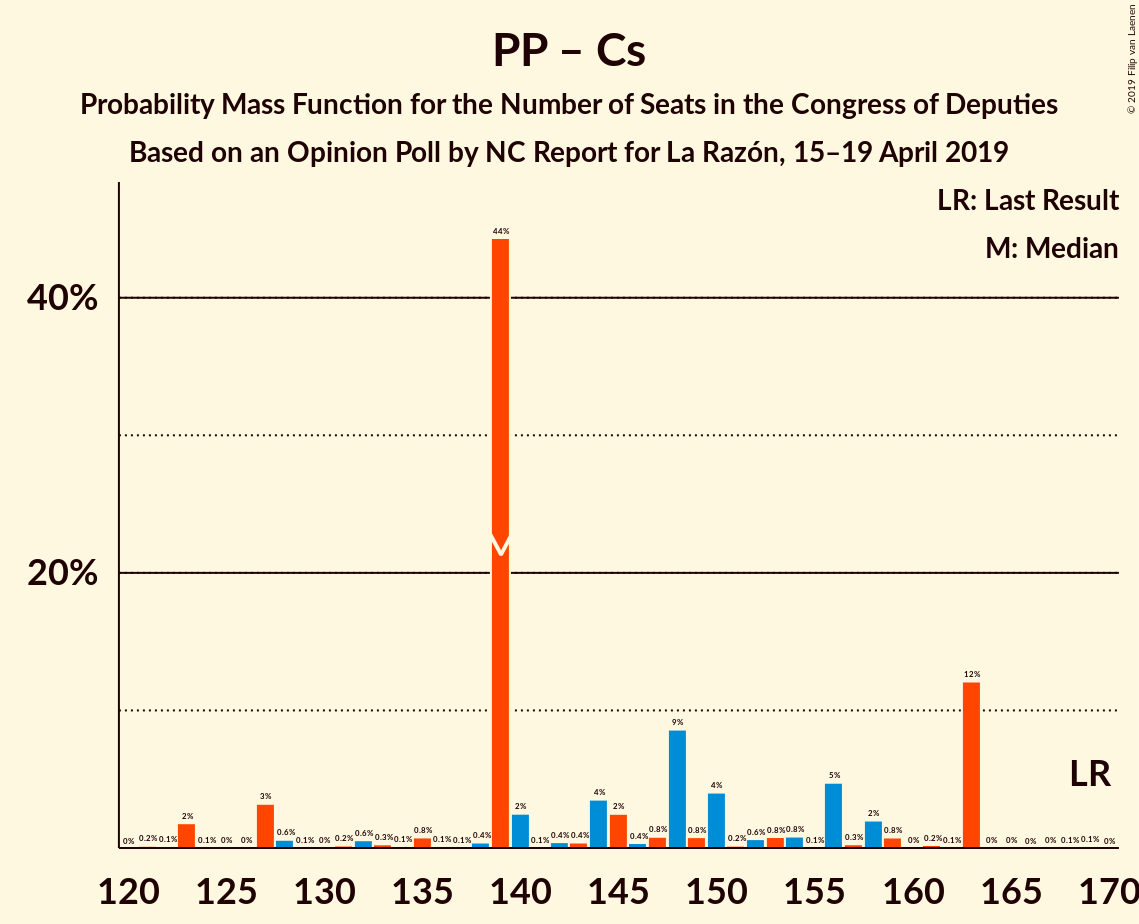 PP – Cs
Probability Mass Function for the Number of Seats in the Congress of Deputies
Based on an Opinion Poll by NC Report for La Razón, 15–19 April 2019
© 2019 Filip van Laenen
LR: Last Result
M: Median
40%
20%
0% 0.2% 0.1% 2% 0.1% 0% 0% 3% 0.6% 0.1% 0% 0.2% 0.6% 0.3% 0.1% 0.8% 0.1% 0.1% 0.4% 44% 2% 0.1% 0.4% 0.4% 4% 2% 0.4% 0.8% 9% 0.8% 4% 0.2% 0.6% 0.8% 0.8% 0.1% 5% 0.3% 2% 0.8% 0% 0.2% 0.1% 12% 0% 0% 0% 0% 0.1% 0.1% 0%
LR
120 125 130 135 140 145 150 155 160 165 170